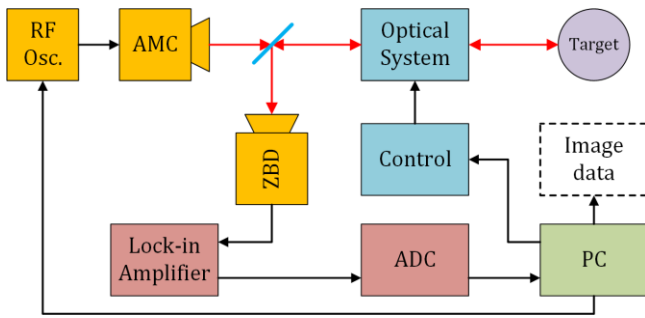 RF
Osc.
AMC
Optical
System
Target
ZBD
Control
Image
data
Lock-in
Amplifier
ADC
PC